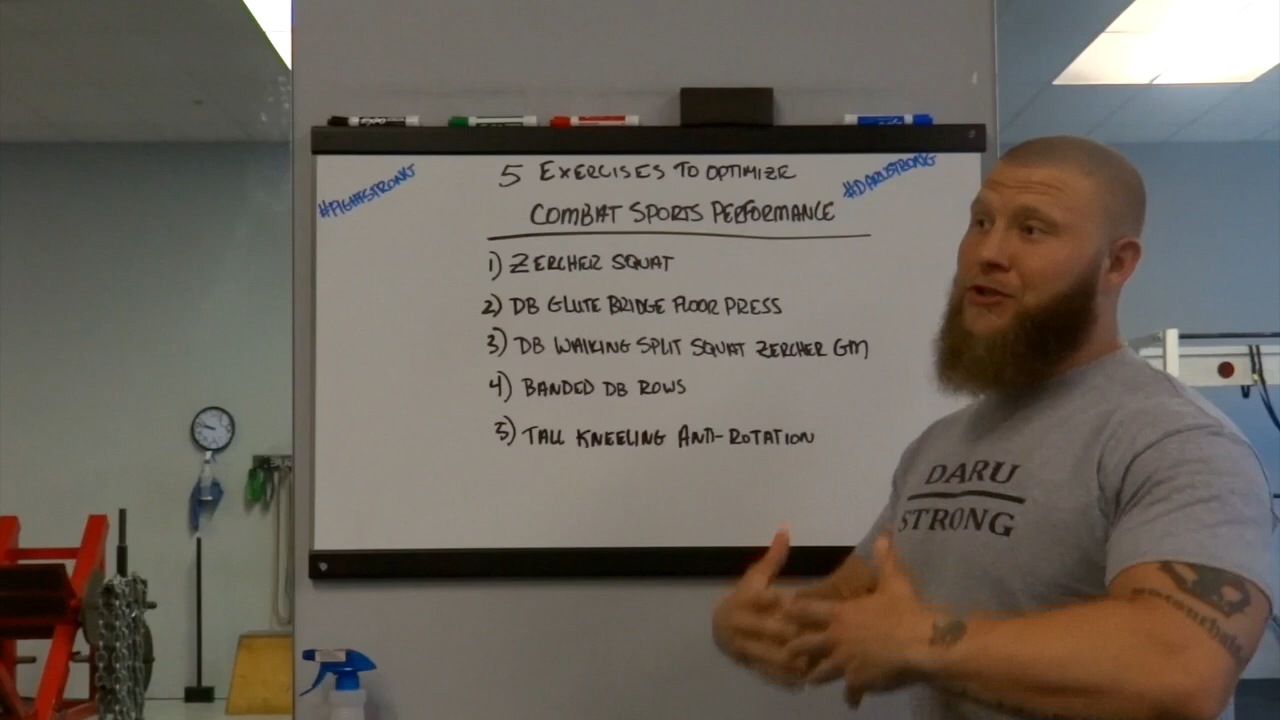 #FIGHTSTRONG
#DARUSTRONG
5 EXERCISES TO OPTIMIZE
COMBAT SPORTS PERFORMANCE
1) ZERCHER SQUAT
2) DB GLUTE BRIDGE FLOOR PRESS
3) DB WALKING SPLIT SQUAT ZERCHER GM
4) BANDED DB ROWS
5) TALL KNEELING ANTI-ROTATION
DARU
STRONG